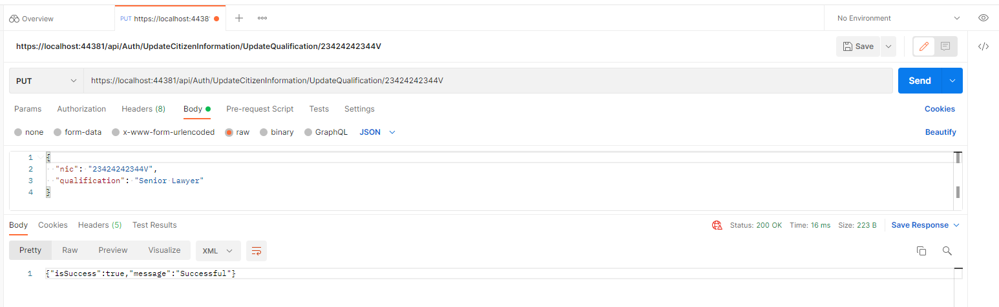 Overview
PUT https://localhost:4438
No Environment
https://localhost:44381/api/Auth/UpdateCitizenInformation/UpdateQualification/23424242344V
Save
PUT
https://localhost:44381/api/Auth/UpdateCitizenInformation/UpdateQualification/23424242344V
Send
Params Authorization Headers (8) Body Pre-request Script Tests Settings Cookies
none form-data x-www-form-urlencoded raw binary GraphQL JSON Beautify
1 {
2 "nic": "23424242344V",
3 "qualification": "Senior Lawyer"
4 }
Body Cookies Headers (5) Test Results Status: 200 OK Time: 16 ms Size: 223 B Save Response
Pretty Raw Preview Visualize XML
1 {"isSuccess":true,"message":"Successful"}